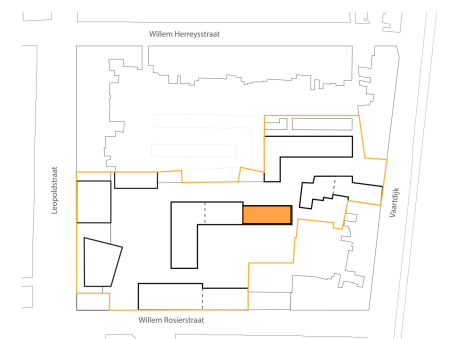 Willem Herreysstraat
Leopoldstraat
Vaartdijk
Willem Rosierstraat